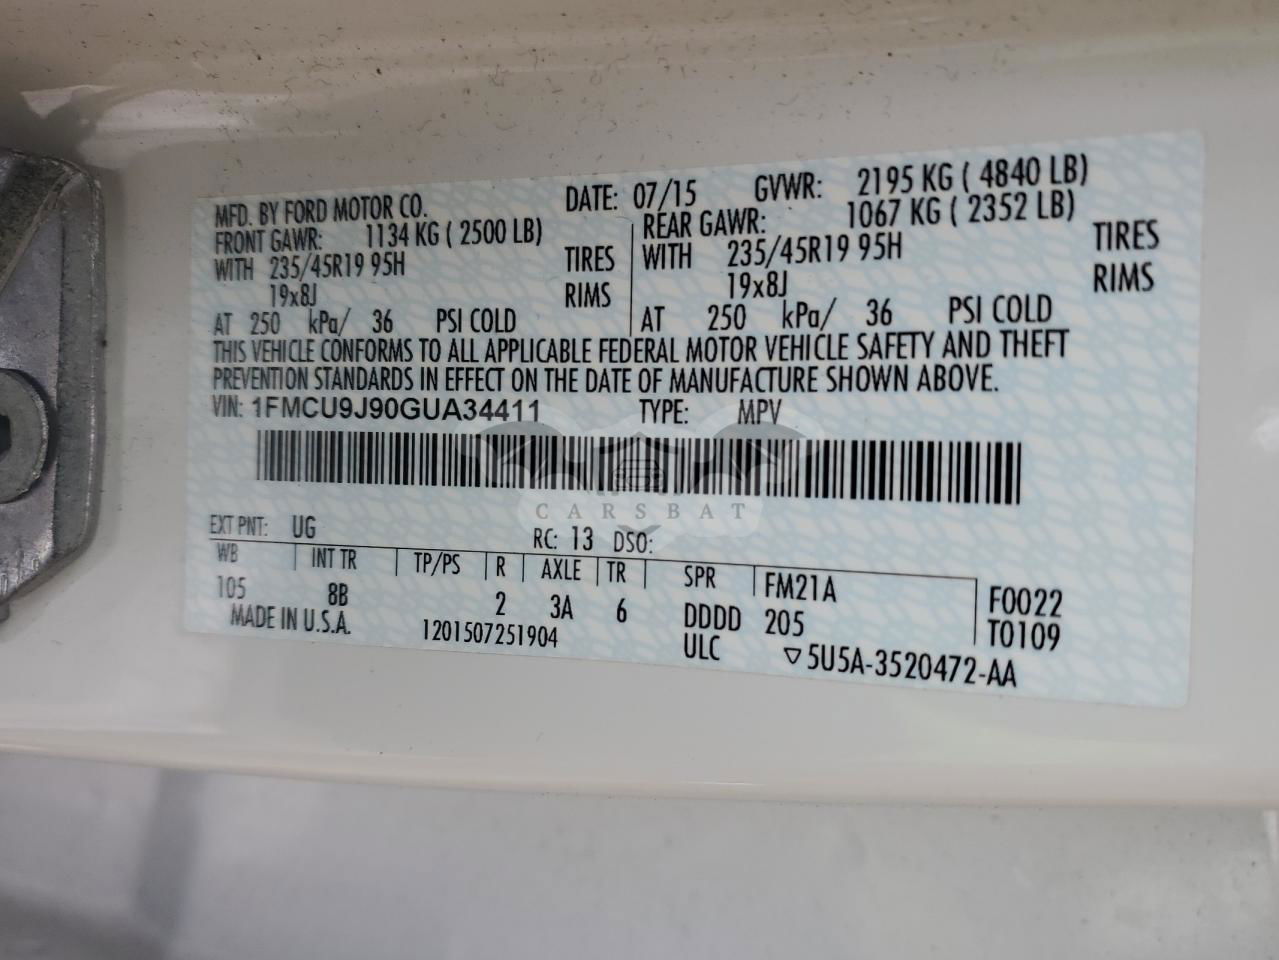 MFD. BY FORD MOTOR CO. DATE: 07/15 GVWR: 2195 KG ( 4840 LB)
FRONT GAWR: 1134 KG ( 2500 LB) REAR GAWR: 1067 KG ( 2352 LB)
WITH 235/45R19 95H TIRES WITH 235/45R19 95H TIRES
19x8J RIMS 19x8J RIMS
AT 250 kPa/ 36 PSI COLD AT 250 kPa/ 36 PSI COLD
THIS VEHICLE CONFORMS TO ALL APPLICABLE FEDERAL MOTOR VEHICLE SAFETY AND THEFT
PREVENTION STANDARDS IN EFFECT ON THE DATE OF MANUFACTURE SHOWN ABOVE.
VIN: 1FMCU9J90GUA34411 TYPE: MPV
CARSBAT
EXT PNT: UG RC: 13 DSO:
WB INT TR TP/PS R AXLE TR SPR FM21A F0022
105 8B 2 3A 6 DDDD 205 T0109
MADE IN U.S.A. 1201507251904 ULC ▽5U5A-3520472-AA